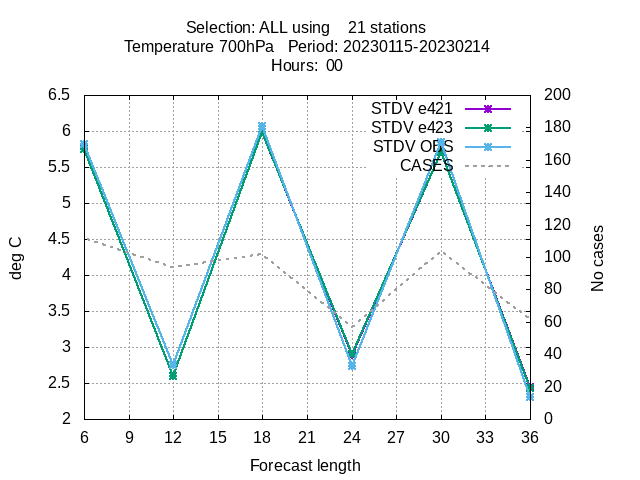 Selection: ALL using 21 stations
Temperature 700hPa Period: 20230115-20230214
Hours: 00
STDV e421
STDV e423
STDV OBS
CASES
deg C
6.5
6
5.5
5
4.5
4
3.5
3
2.5
2
200
180
160
140
120
100
80
60
40
20
0
No cases
6 9 12 15 18 21 24 27 30 33 36
Forecast length